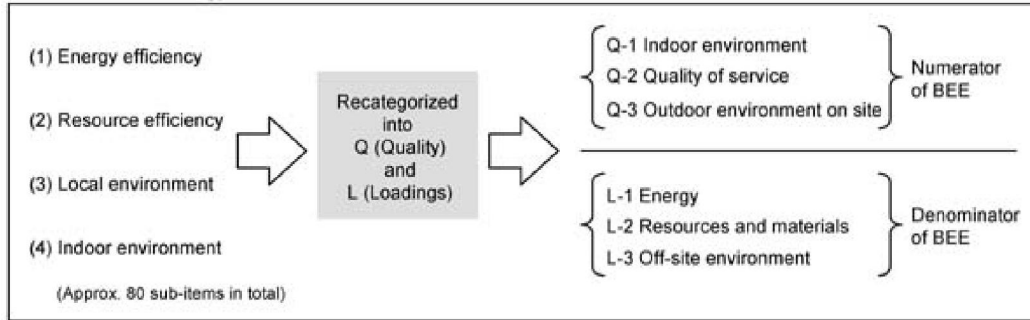 (1) Energy efficiency
(2) Resource efficiency
(3) Local environment
(4) Indoor environment
(Approx. 80 sub-items in total)
Recategorized
into
Q (Quality)
and
L (Loadings)
Q-1 Indoor environment
Q-2 Quality of service
Q-3 Outdoor environment on site
Numerator
of BEE
L-1 Energy
L-2 Resources and materials
L-3 Off-site environment
Denominator
of BEE